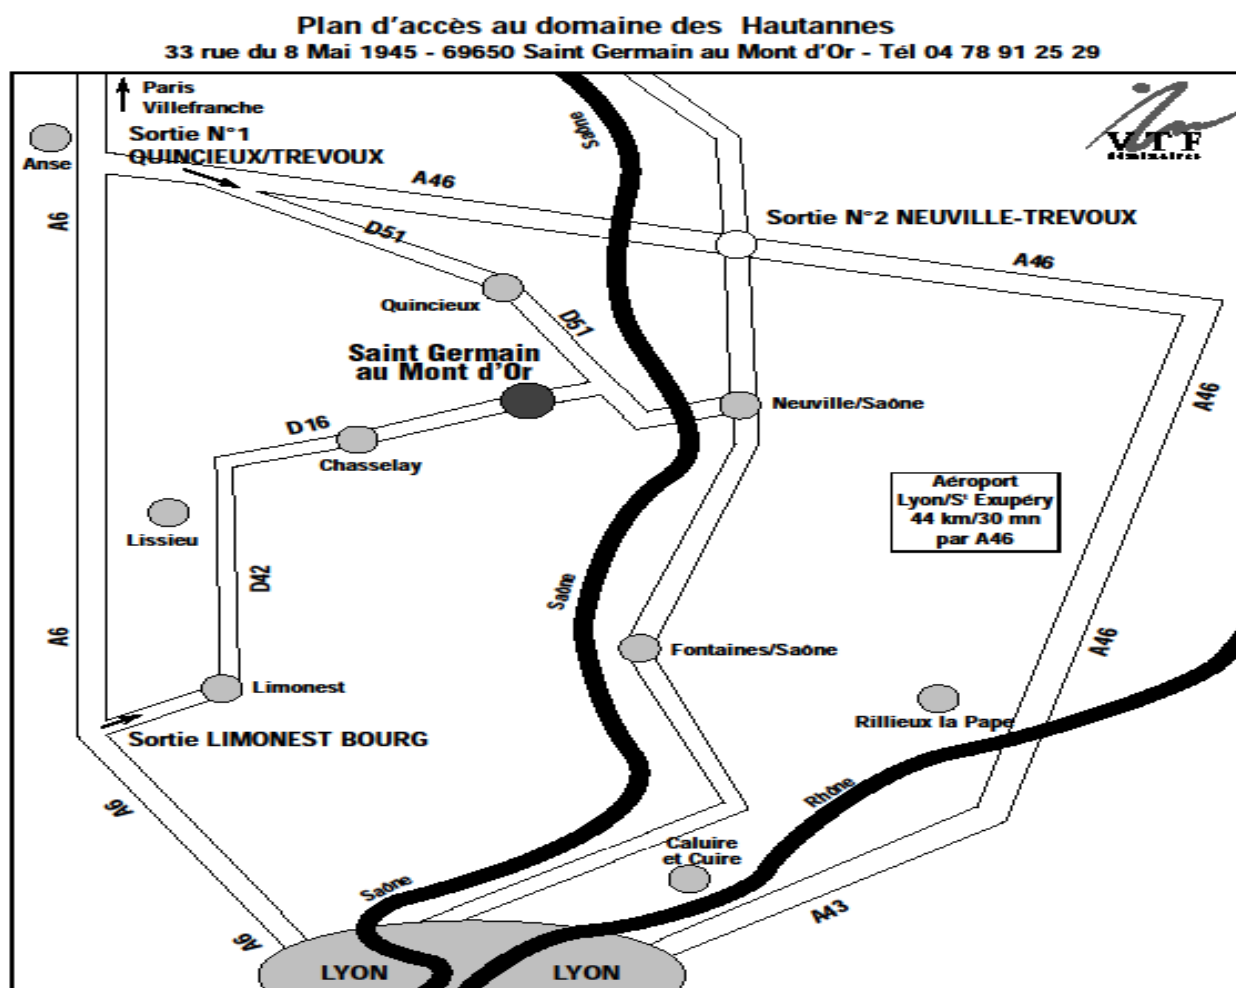 Plan d'accès au domaine des Hautannes
33 rue du 8 Mai 1945 - 69650 Saint Germain au Mont d'Or - Tél 04 78 91 25 29
Paris
Villefranche
Sortie N°1
QUINCIEUX/TREVOUX
Anse
A6
Saône
VTF
Séminaires
A46
Sortie N°2 NEUVILLE-TREVOUX
D51
A46
Quincieux
D51
Saint Germain
au Mont d'Or
A46
Neuville/Saône
D16
Chasselay
Aéroport
Lyon/St Exupéry
44 km/30 mn
par A46
Lissieu
D42
Saône
A6
A46
Fontaines/Saône
Limonest
Rillieux la Pape
Sortie LIMONEST BOURG
A6
Rhône
Caluire
et Cuire
Saône
A43
A6
LYON
LYON